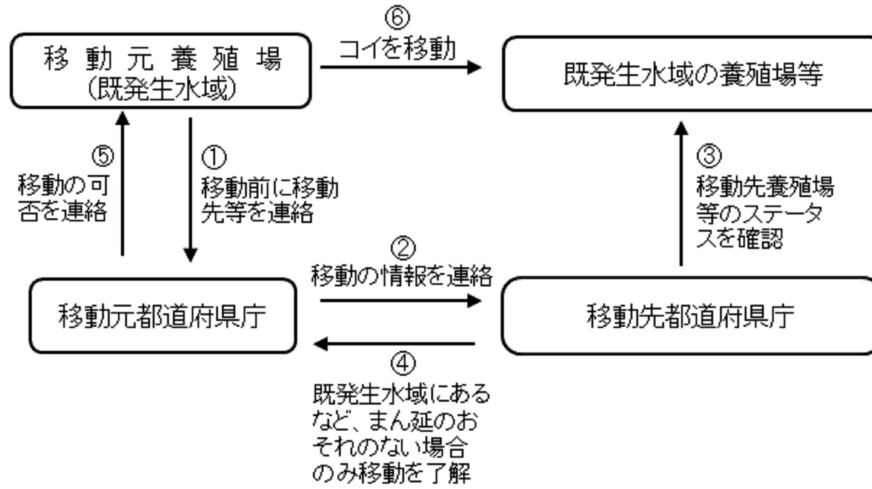 ⑥
コイを移動
移 動 元 養 殖 場
(既発生水域)
既発生水域の養殖場等
⑤
移動の可
否を連絡
①
移動前に移動
先等を連絡
③
移動先養殖場
等のステータ
スを確認
②
移動の情報を連絡
移動元都道府県庁
移動先都道府県庁
④
既発生水域にある
など、まん延のお
それのない場合
のみ移動を了解